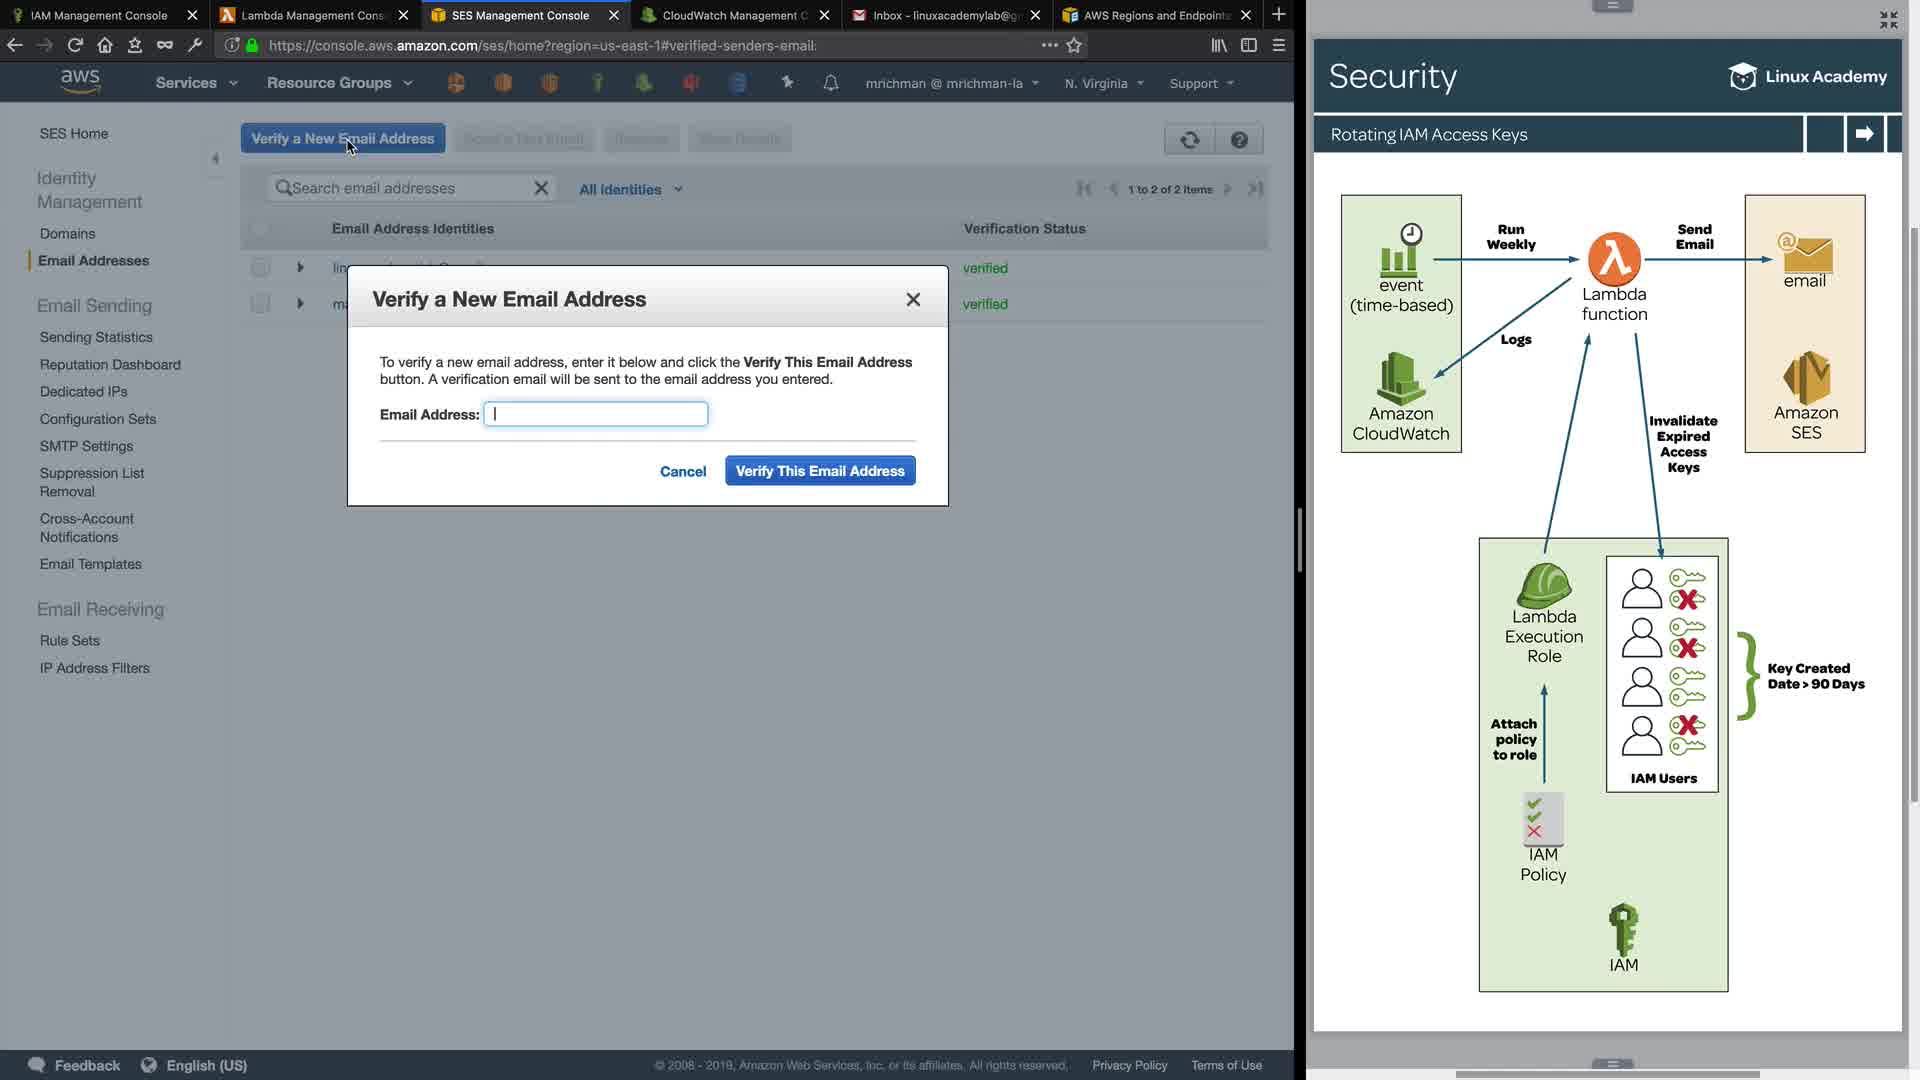 IAM Management Console
Lambda Management Cons
SES Management Console
CloudWatch Management C
Inbox - linuxacademylab@g
AWS Regions and Endpoints
https://console.aws.amazon.com/ses/home?region=us-east-1#verified-senders-email:
aws
Services
Resource Groups
mrichman @ mrichman-la
N. Virginia
Support
SES Home
Identity
Management
Domains
Email Addresses
Email Sending
Sending Statistics
Reputation Dashboard
Dedicated IPs
Configuration Sets
SMTP Settings
Suppression List
Removal
Cross-Account
Notifications
Email Templates
Email Receiving
Rule Sets
IP Address Filters
Verify a New Email Address
Search email addresses
All Identities
1 to 2 of 2 Items
Email Address Identities
Verification Status
verified
verified
Verify a New Email Address
To verify a new email address, enter it below and click the Verify This Email Address
button. A verification email will be sent to the email address you entered.
Email Address:
Cancel
Verify This Email Address
Feedback
English (US)
© 2008 - 2019, Amazon Web Services, Inc. or its affiliates. All rights reserved.
Privacy Policy
Terms of Use
Security
Linux Academy
Rotating IAM Access Keys
event
(time-based)
Run
Weekly
Lambda
function
Send
Email
email
Logs
Amazon
CloudWatch
Invalidate
Expired
Access
Keys
Amazon
SES
Lambda
Execution
Role
Attach
policy
to role
IAM
Policy
IAM Users
Key Created
Date > 90 Days
IAM